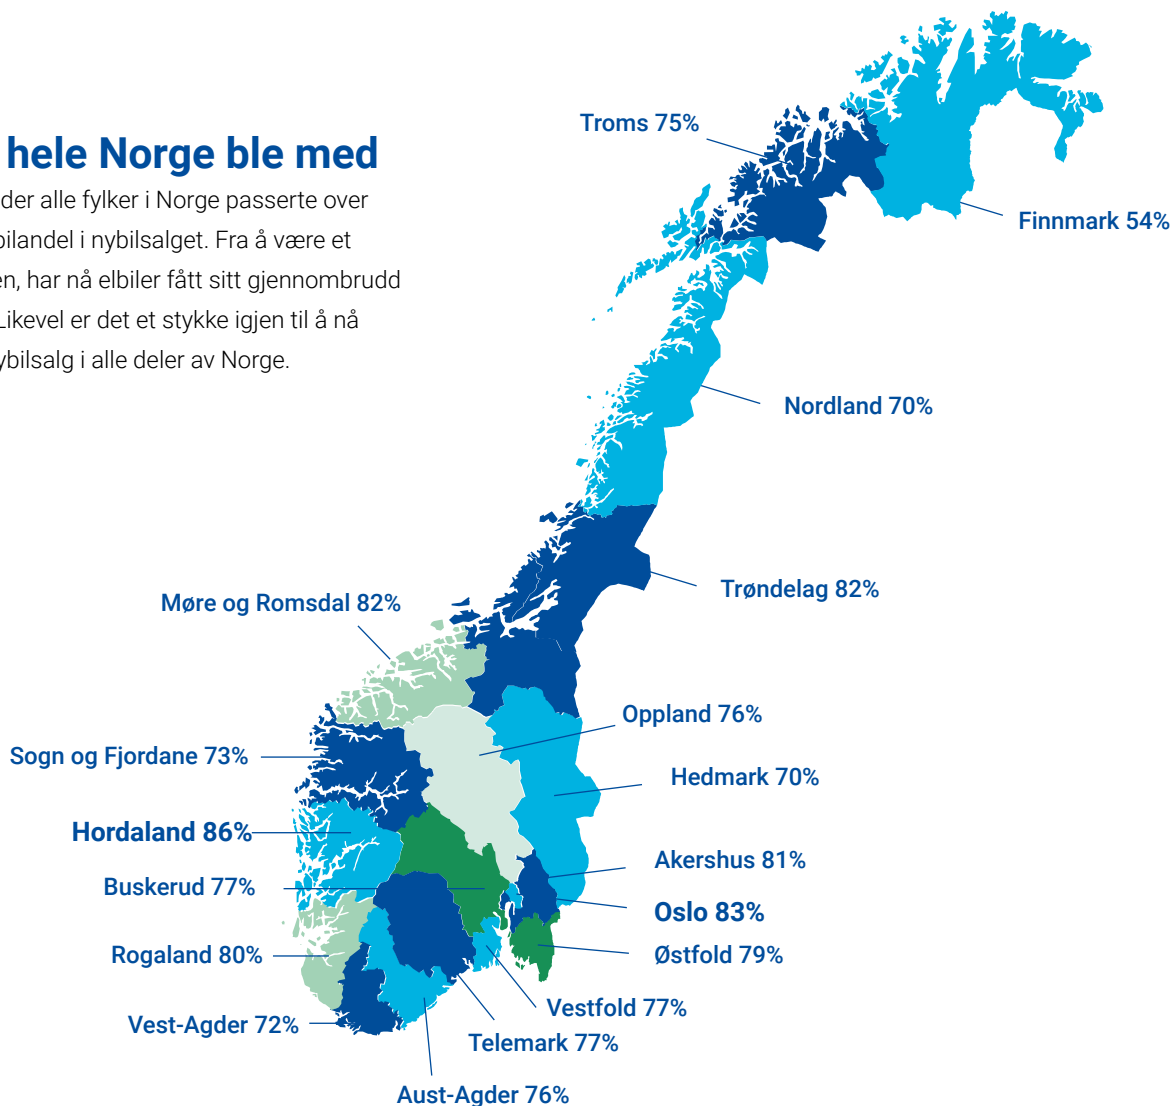 hele Norge ble med
der alle fylker i Norge passerte over
bilandel i nybilsalget. Fra å være et
en, har nå elbiler fått sitt gjennombrudd
Likevel er det et stykke igjen til å nå
ybilsalg i alle deler av Norge.
Troms 75%
Finnmark 54%
Nordland 70%
Trøndelag 82%
Møre og Romsdal 82%
Oppland 76%
Sogn og Fjordane 73%
Hedmark 70%
Hordaland 86%
Akershus 81%
Buskerud 77%
Oslo 83%
Rogaland 80%
Østfold 79%
Vestfold 77%
Vest-Agder 72%
Telemark 77%
Aust-Agder 76%